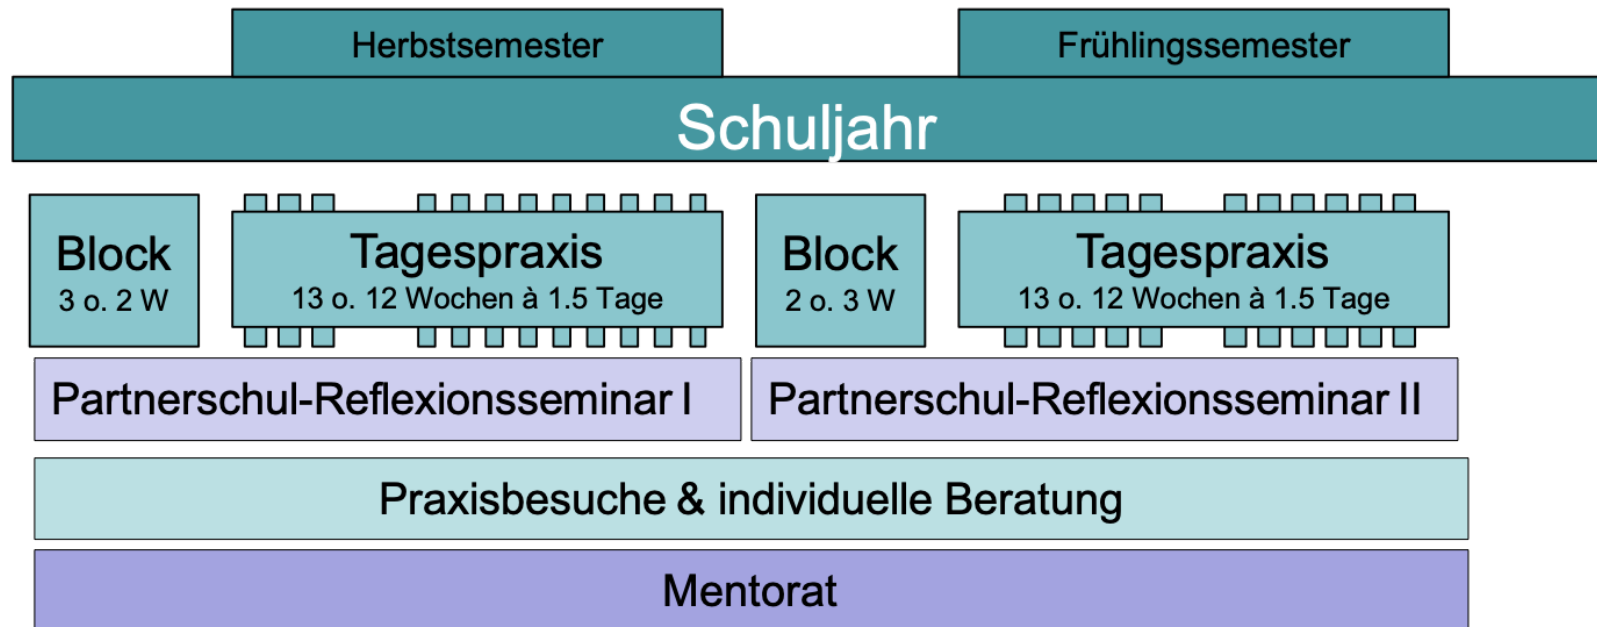 Herbstsemester
Frühlingssemester
Schuljahr
Block
3 o. 2 W
Tagespraxis
13 o. 12 Wochen à 1.5 Tage
Block
2 o. 3 W
Tagespraxis
13 o. 12 Wochen à 1.5 Tage
Partnerschul-Reflexionsseminar I
Partnerschul-Reflexionsseminar II
Praxisbesuche & individuelle Beratung
Mentorat